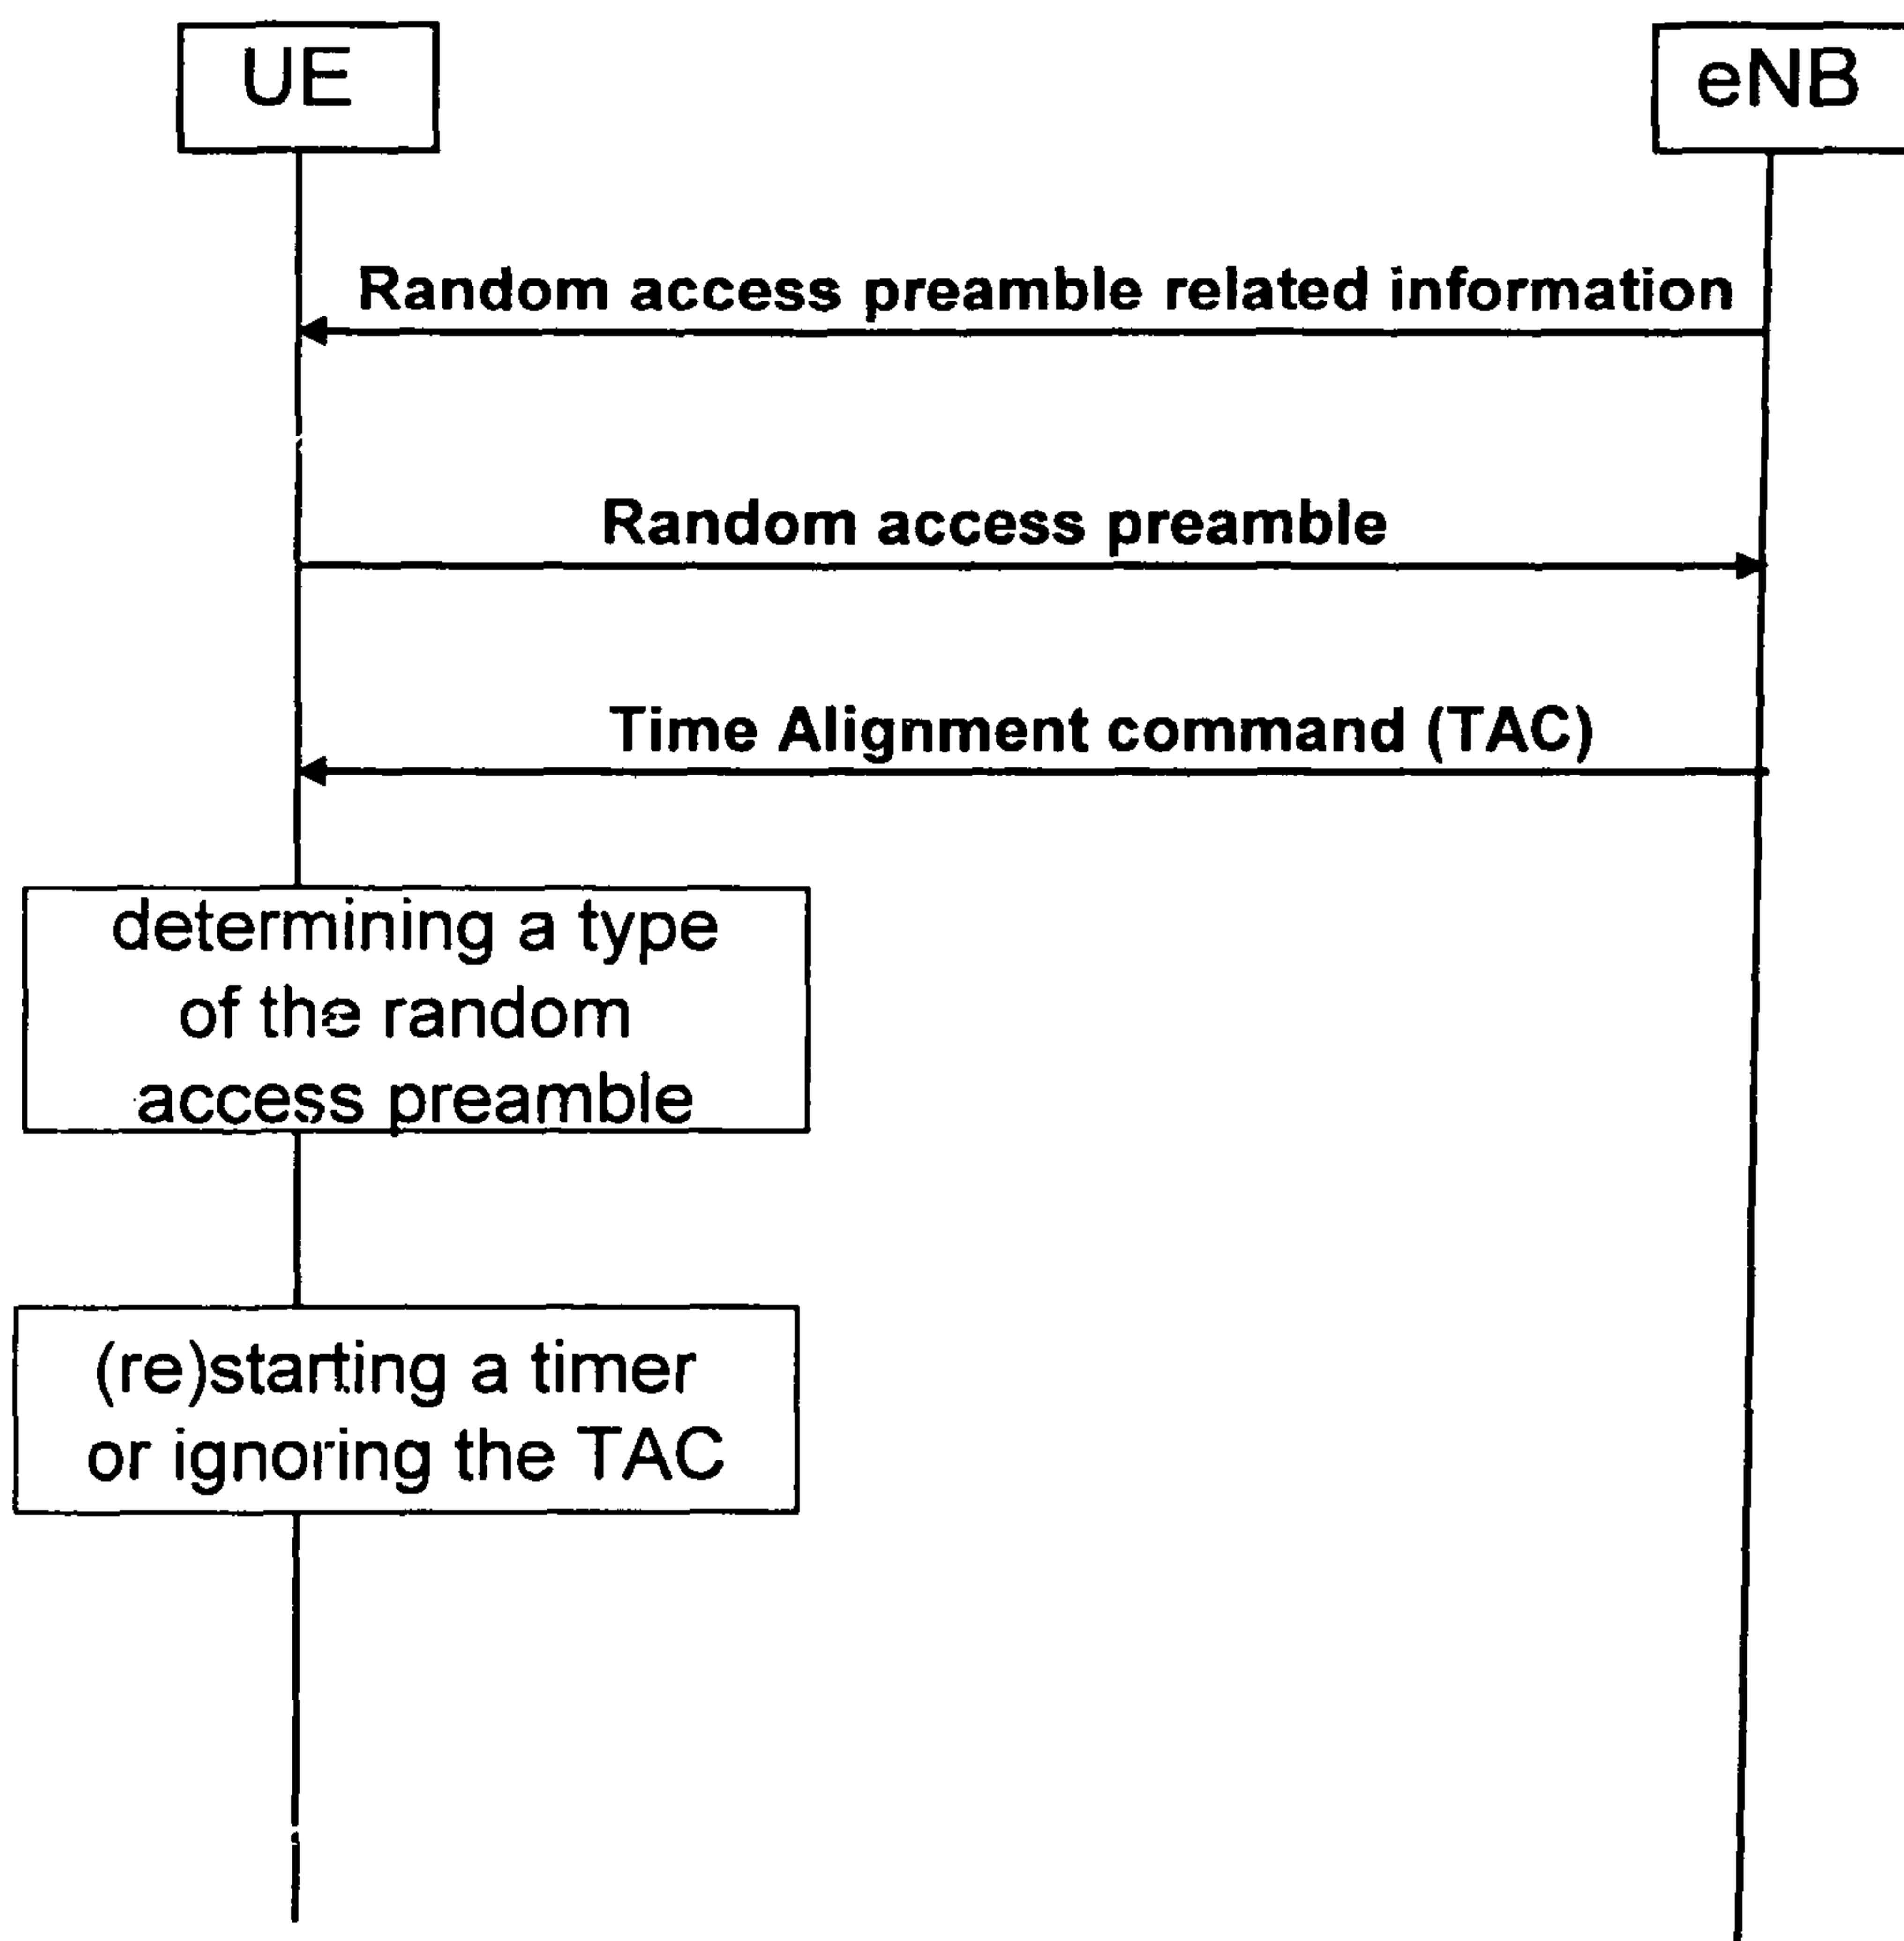 UE
eNB
Random access preamble related information
Random access preamble
Time Alignment command (TAC)
determining a type
of the random
access preamble
(re)starting a timer
or ignoring the TAC